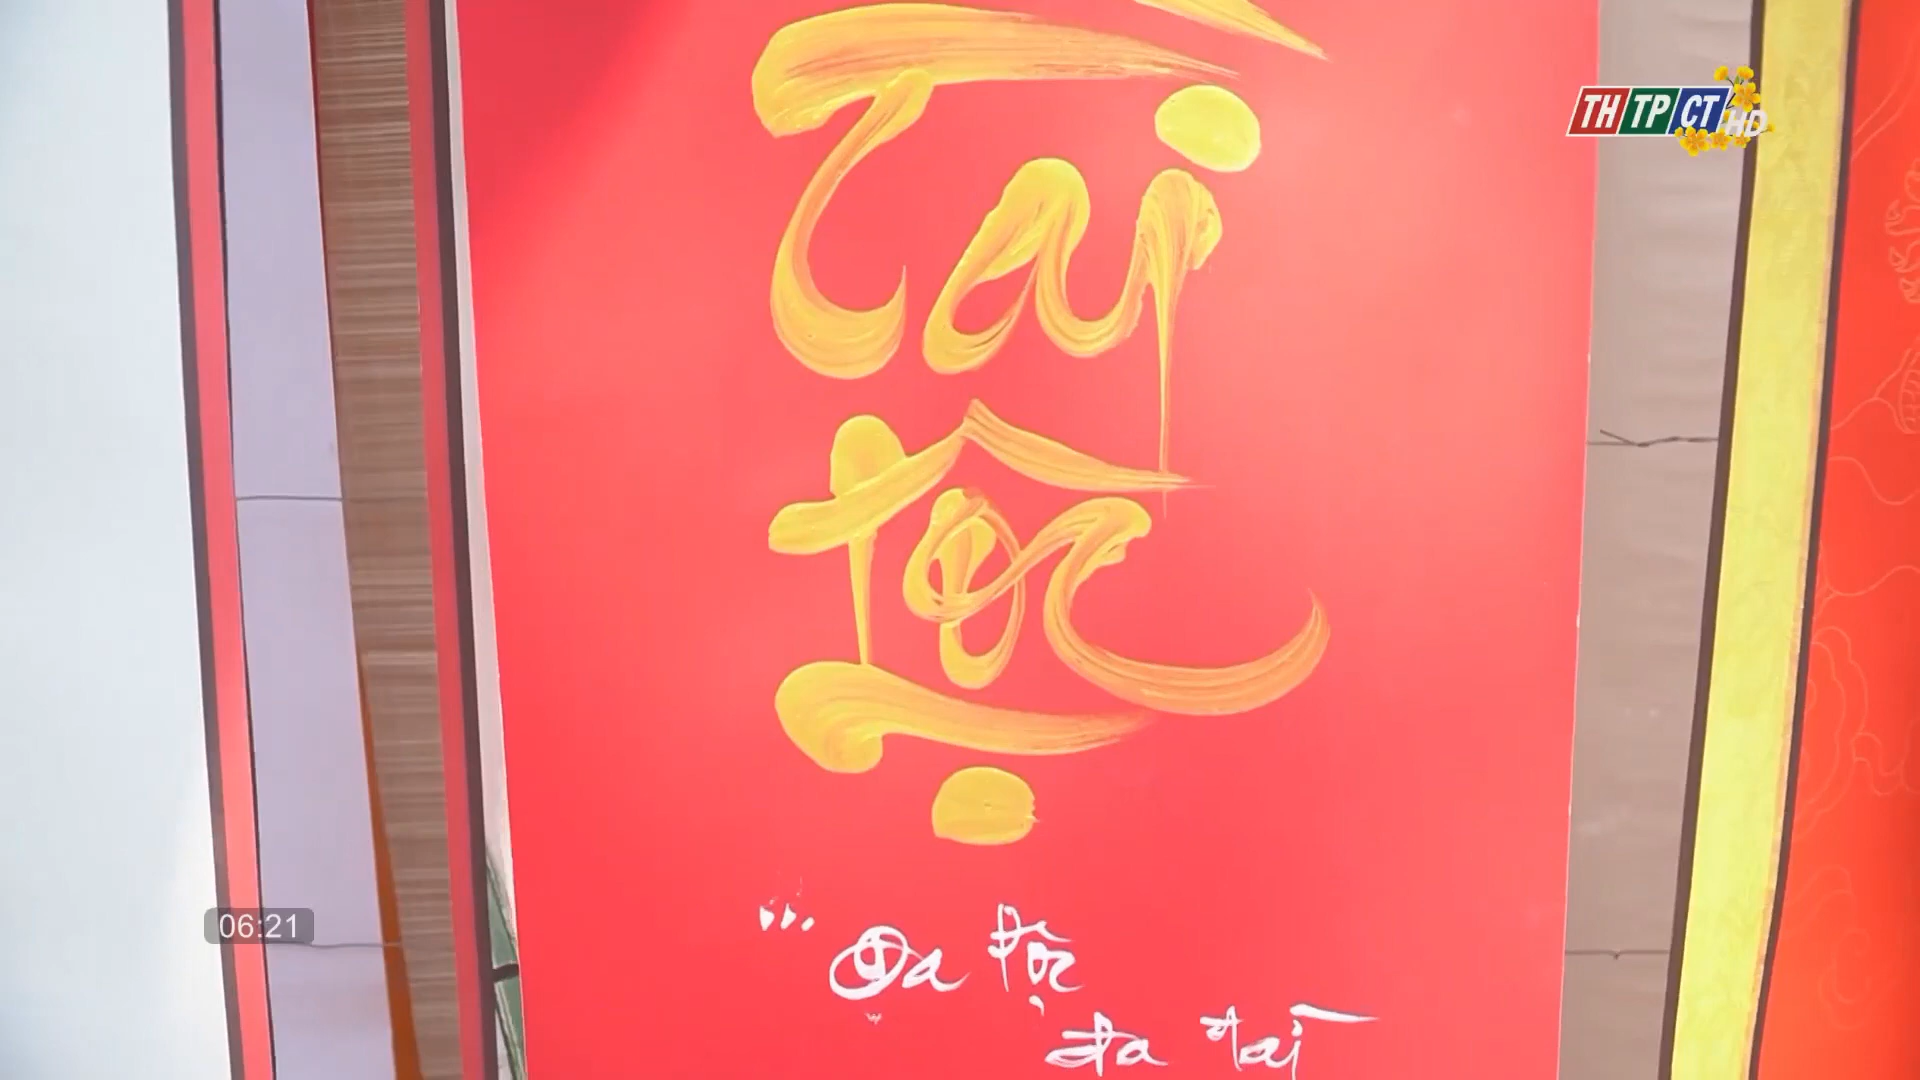 THTPCT HD
Tài
lộc
06:21
... Đa lộc
đa tài